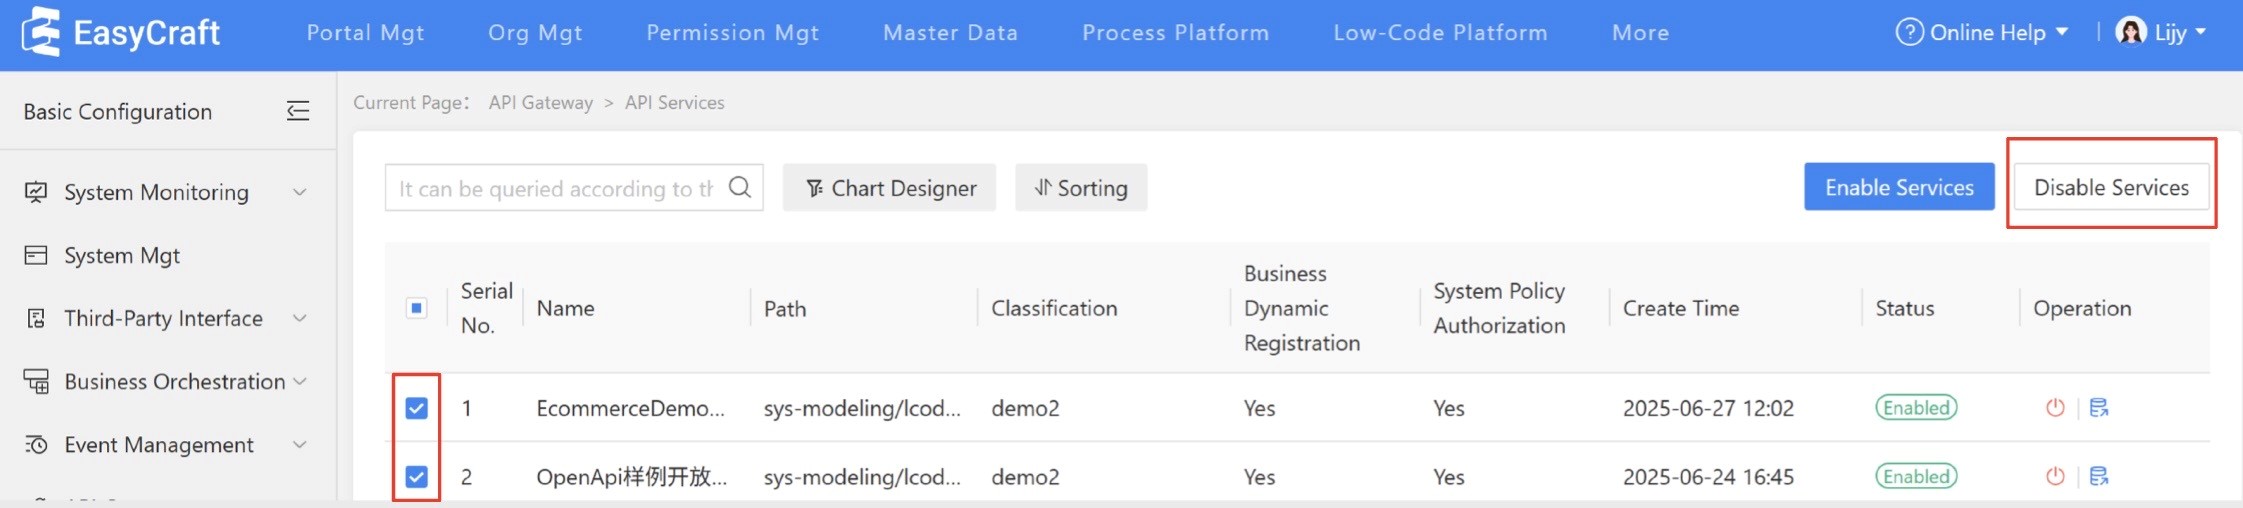 EasyCraft
Portal Mgt
Org Mgt
Permission Mgt
Master Data
Process Platform
Low-Code Platform
More
Online Help
Lijy
Basic Configuration
System Monitoring
System Mgt
Third-Party Interface
Business Orchestration
Event Management
Current Page: API Gateway > API Services
It can be queried according to th
Chart Designer
Sorting
Enable Services
Disable Services
Serial No.
Name
Path
Classification
Business Dynamic Registration
System Policy Authorization
Create Time
Status
Operation
1 EcommerceDemo... sys-modeling/lcod... demo2 Yes Yes 2025-06-27 12:02 Enabled
2 OpenApi样例开放... sys-modeling/lcod... demo2 Yes Yes 2025-06-24 16:45 Enabled